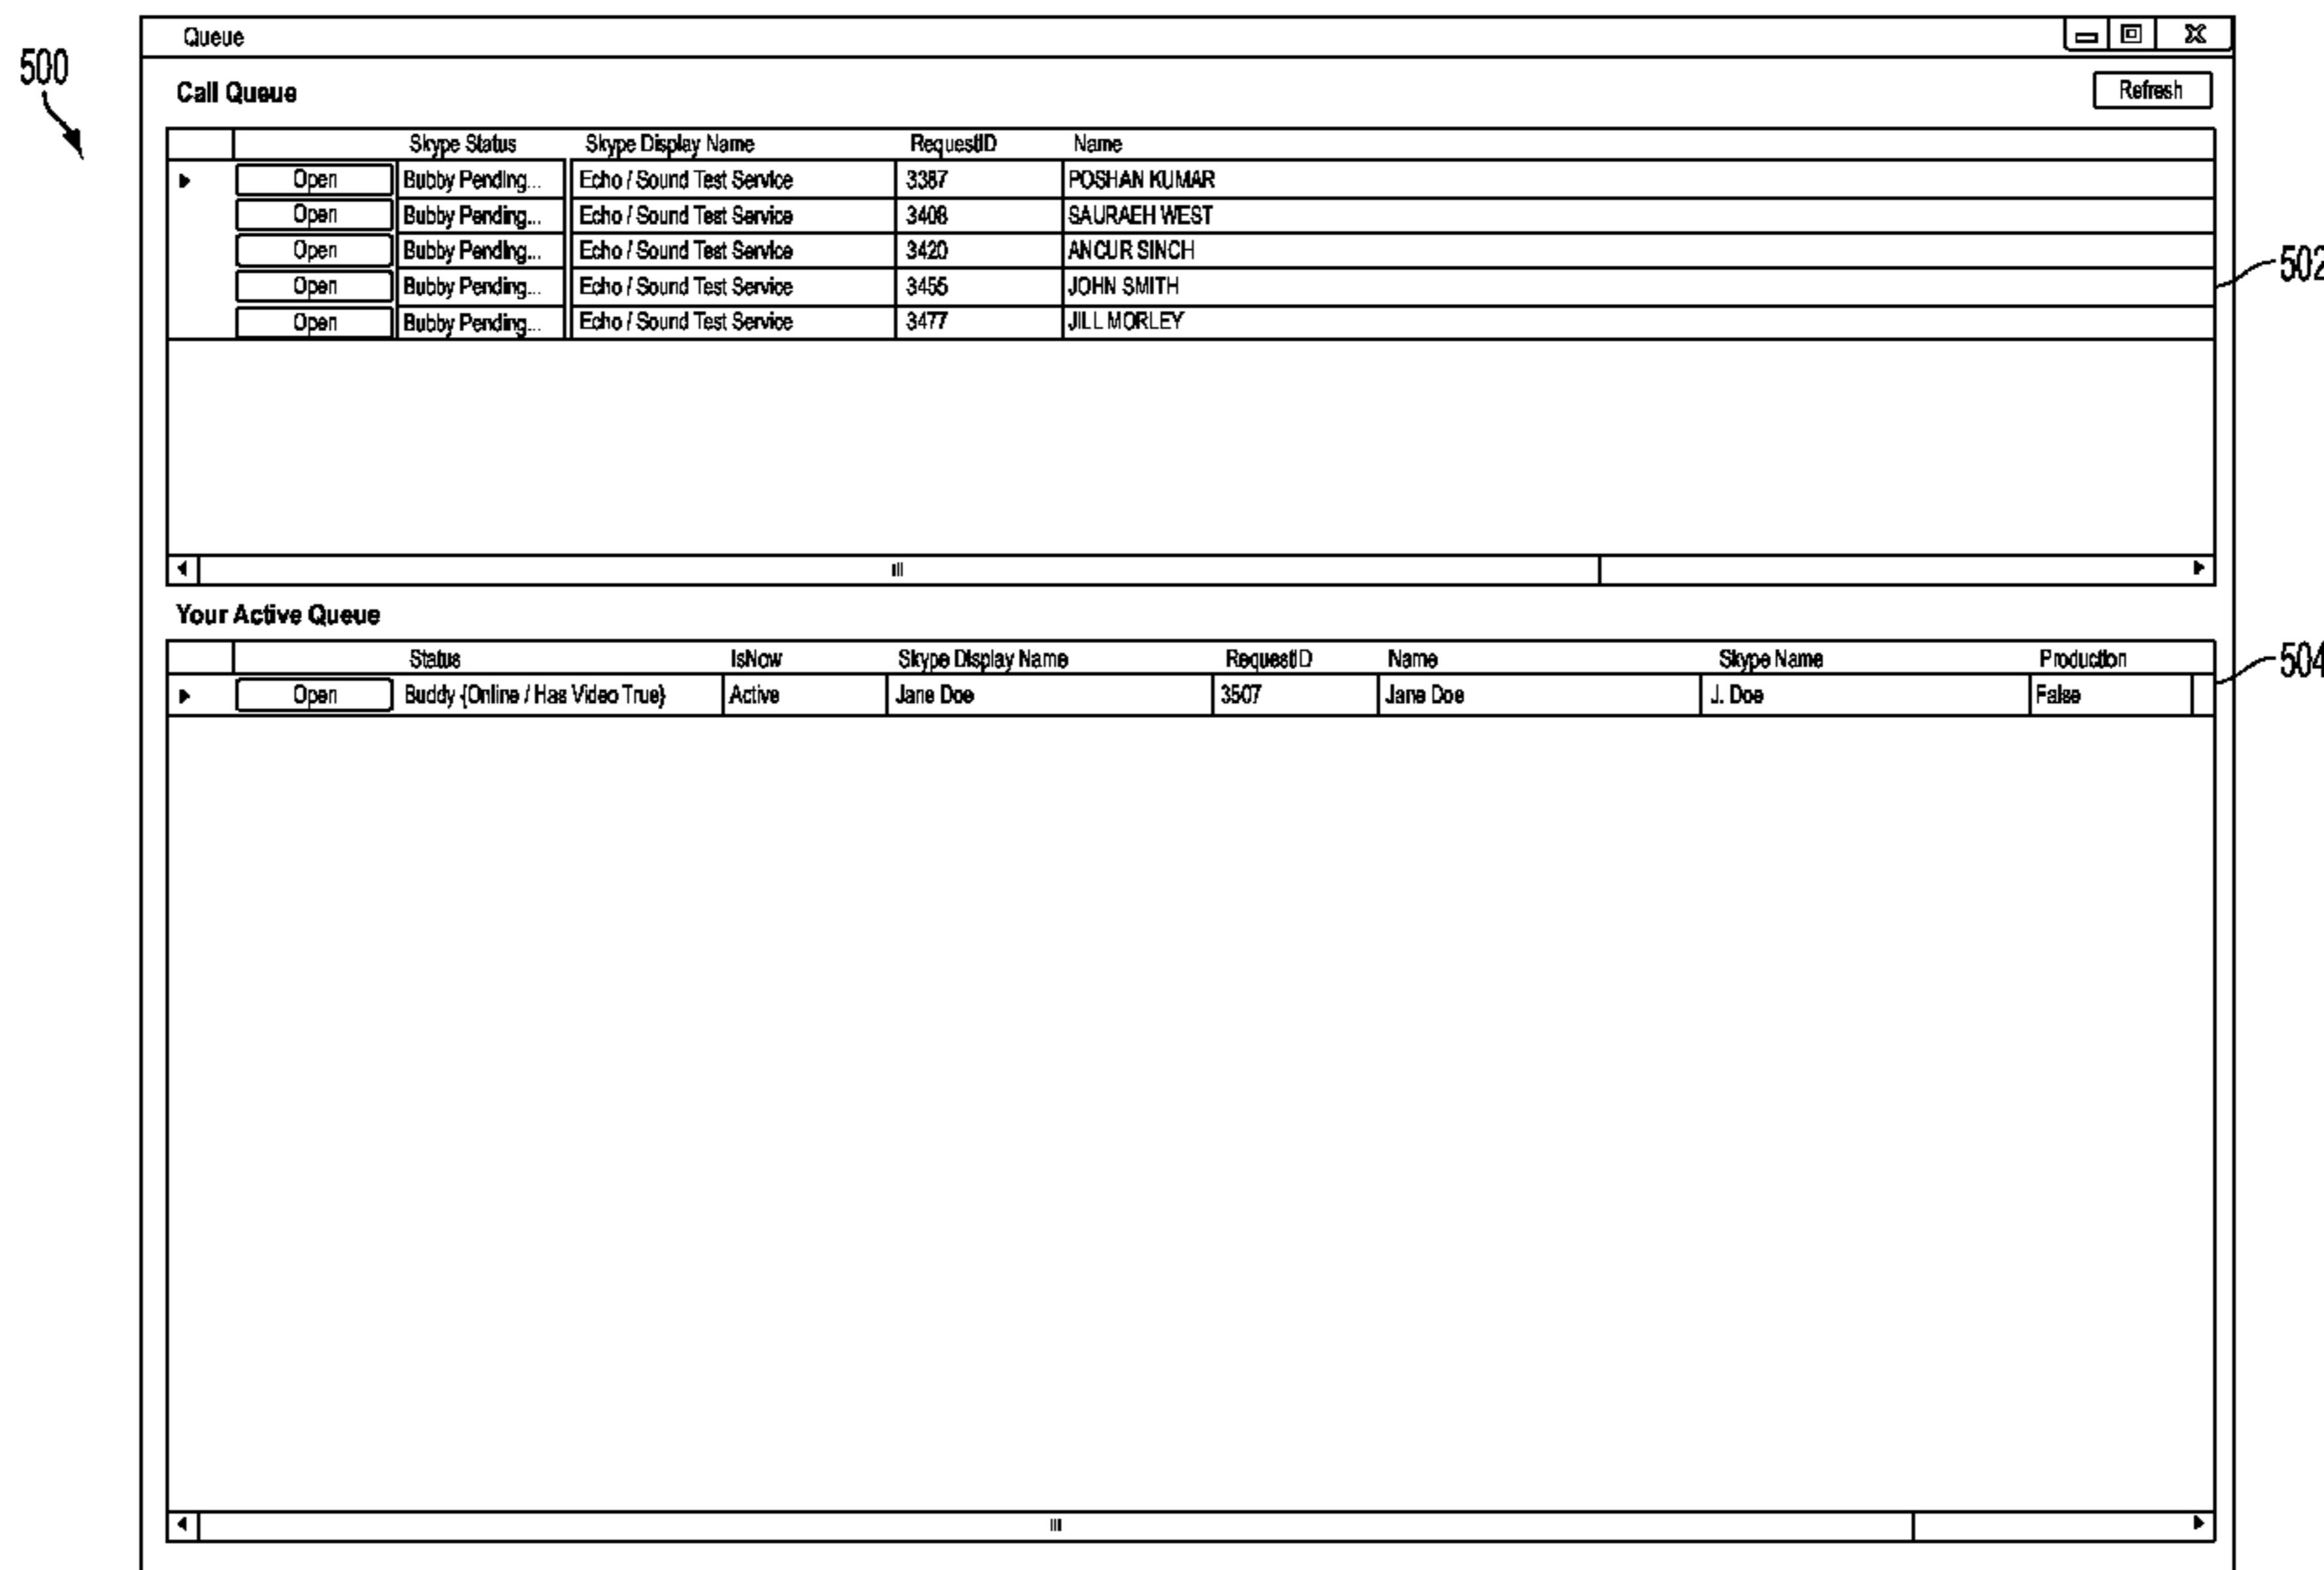 Queue
500
Call Queue
Refresh
Skype Status Skype Display Name RequestID Name
Open Bubby Pending... Echo / Sound Test Service 3387 POSHAN KUMAR
Open Bubby Pending... Echo / Sound Test Service 3408 SAURAEH WEST
Open Bubby Pending... Echo / Sound Test Service 3420 ANCUR SINCH
502
Open Bubby Pending... Echo / Sound Test Service 3455 JOHN SMITH
Open Bubby Pending... Echo / Sound Test Service 3477 JILL MORLEY
Your Active Queue
Status IsNow Skype Display Name RequestID Name Skype Name Production
504
Open Buddy {Online / Has Video True} Active Jane Doe 3507 Jane Doe J. Doe False